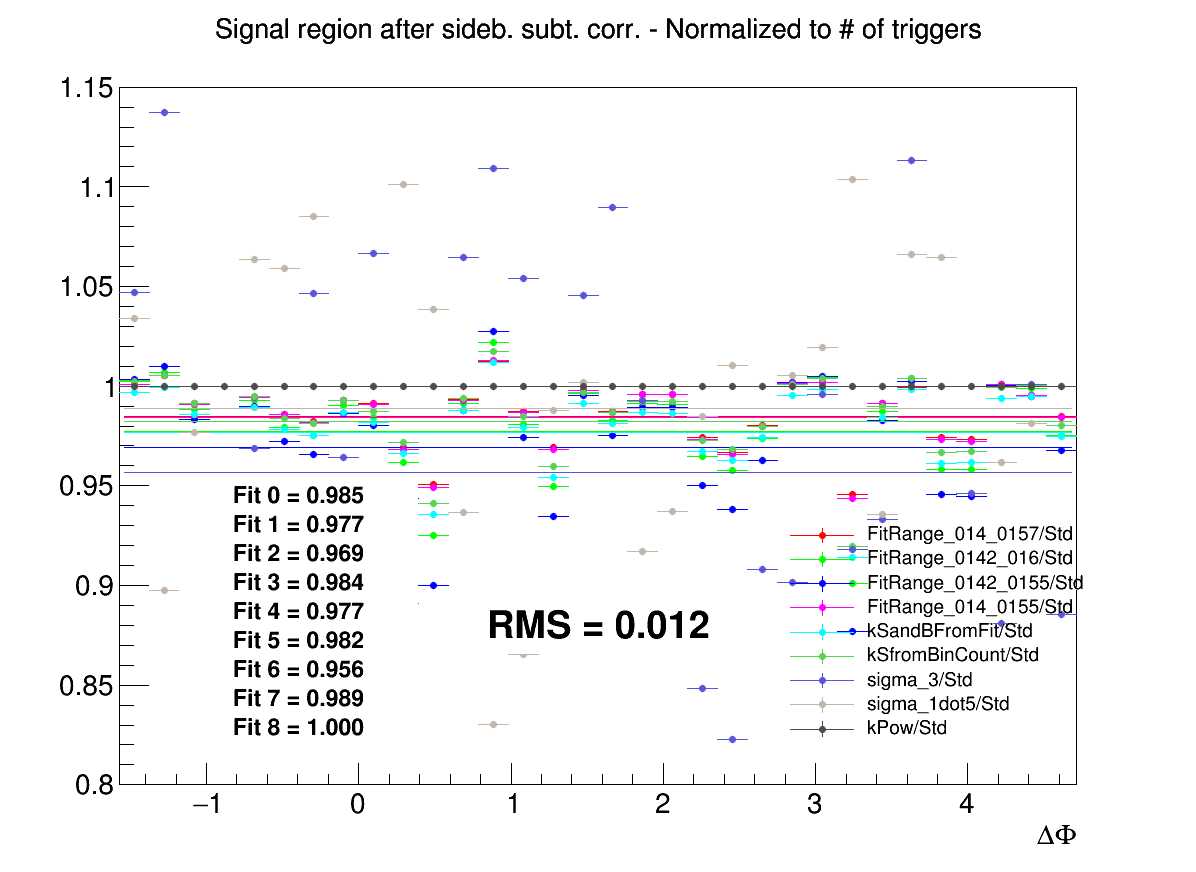 Signal region after sideb. subt. corr. - Normalized to # of triggers
1.15
1.1
1.05
1
0.95
0.9
0.85
0.8
Fit 0 = 0.985
Fit 1 = 0.977
Fit 2 = 0.969
Fit 3 = 0.984
Fit 4 = 0.977
Fit 5 = 0.982
Fit 6 = 0.956
Fit 7 = 0.989
Fit 8 = 1.000
RMS = 0.012
FitRange_014_0157/Std
FitRange_0142_016/Std
FitRange_0142_0155/Std
FitRange_014_0155/Std
kSandBFromFit/Std
kSfromBinCount/Std
sigma_3/Std
sigma_1dot5/Std
kPow/Std
−1 0 1 2 3 4
ΔΦ